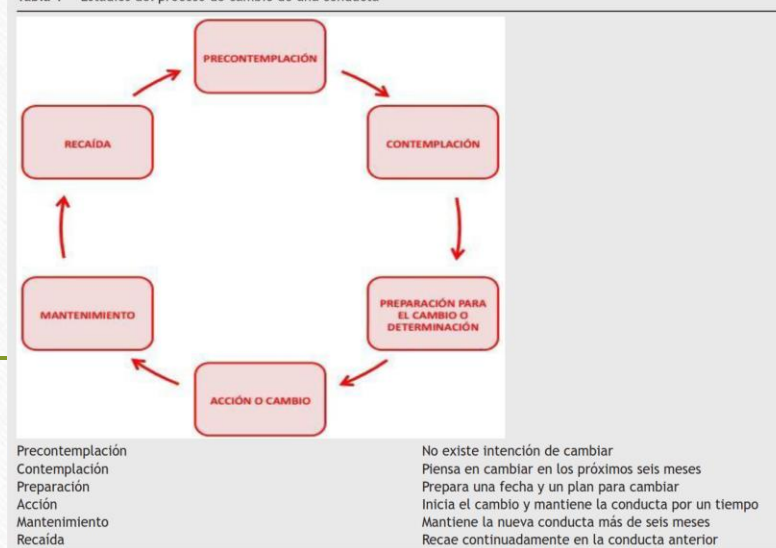 PRECONTEMPLACIÓN
RECAÍDA
CONTEMPLACIÓN
MANTENIMIENTO
PREPARACIÓN PARA
EL CAMBIO O
DETERMINACIÓN
ACCIÓN O CAMBIO
Precontemplación No existe intención de cambiar
Contemplación Piensa en cambiar en los próximos seis meses
Preparación Prepara una fecha y un plan para cambiar
Acción Inicia el cambio y mantiene la conducta por un tiempo
Mantenimiento Mantiene la nueva conducta más de seis meses
Recaída Recae continuadamente en la conducta anterior